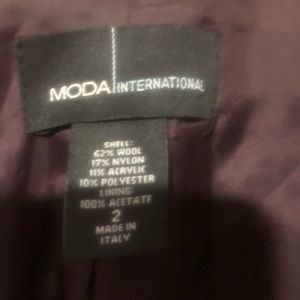 MODA INTERNATIONAL
SHELL:
62% WOOL
17% NYLON
11% ACRYLIC
10% POLYESTER
LINING:
100% ACETATE
2
MADE IN
ITALY